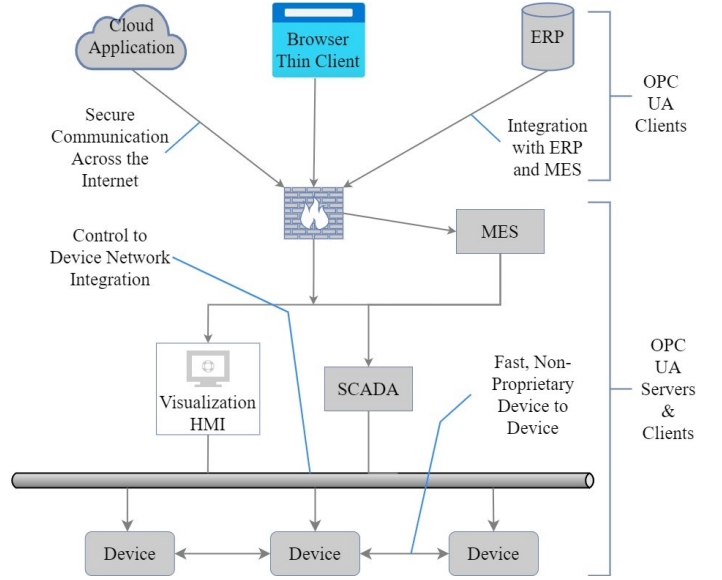 Cloud
Application
Browser
Thin Client
ERP
OPC
UA
Clients
Secure
Communication
Across the
Internet
Integration
with ERP
and MES
Control to
Device Network
Integration
MES
Visualization
HMI
SCADA
Fast, Non-
Proprietary
Device to
Device
OPC
UA
Servers
&
Clients
Device
Device
Device